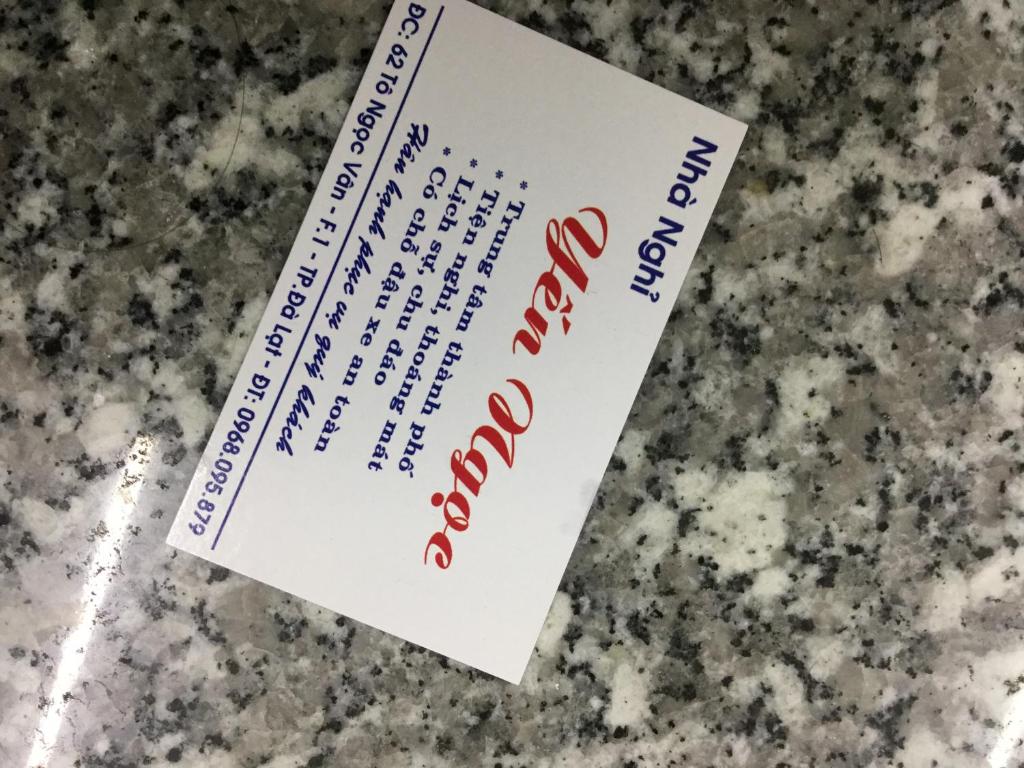 Nhà Nghỉ
Yến Ngọc
* Trung tâm thành phố
* Tiện nghi, thoáng mát
* Lịch sự, chu đáo
* Có chỗ đậu xe an toàn
Hân hạnh phục vụ quý khách
ĐC: 62 Tô Ngọc Vân - F.1 - TP.Đà Lạt - ĐT: 0968.095.879